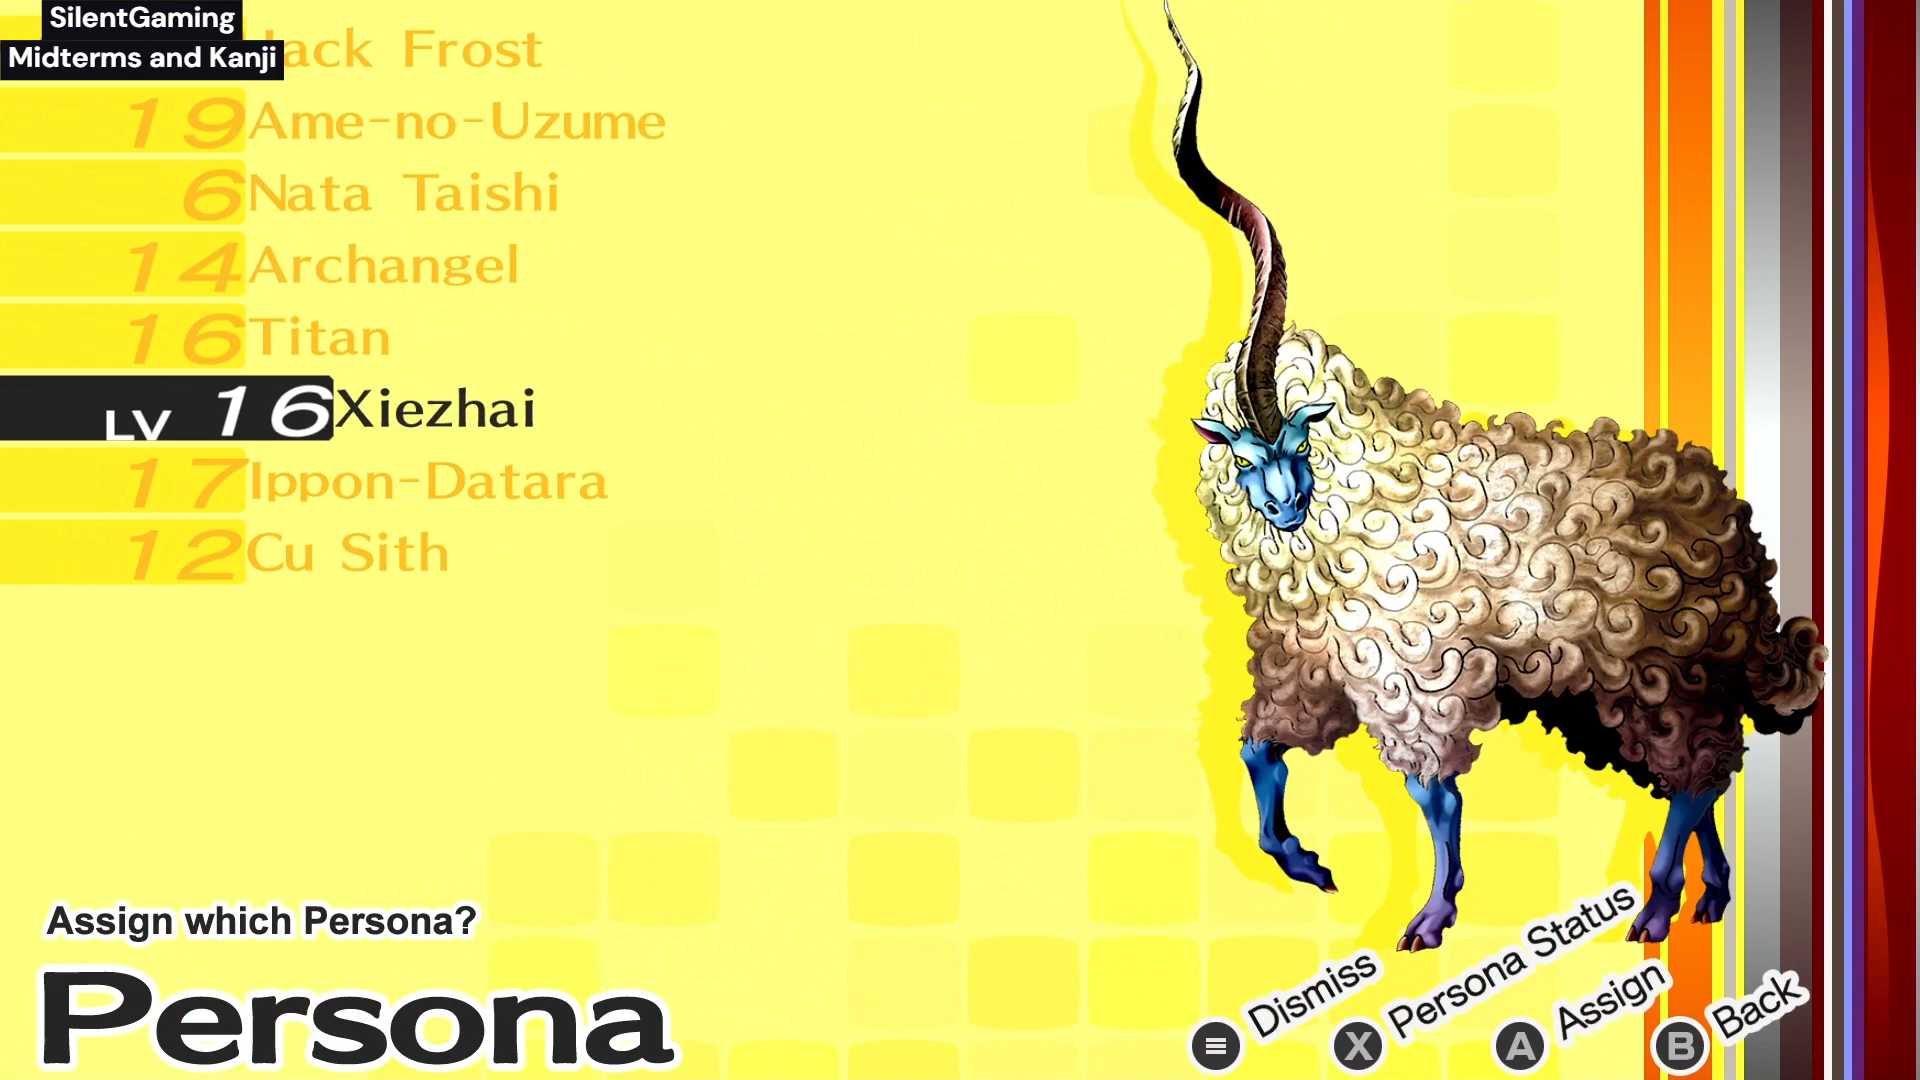 SilentGaming
Midterms and Kanji
ack Frost
19 Ame-no-Uzume
6 Nata Taishi
14 Archangel
16 Titan
LV 16 Xiezhai
17 Ippon-Datara
12 Cu Sith
Assign which Persona?
Persona
Dismiss
X Persona Status
A Assign
B Back